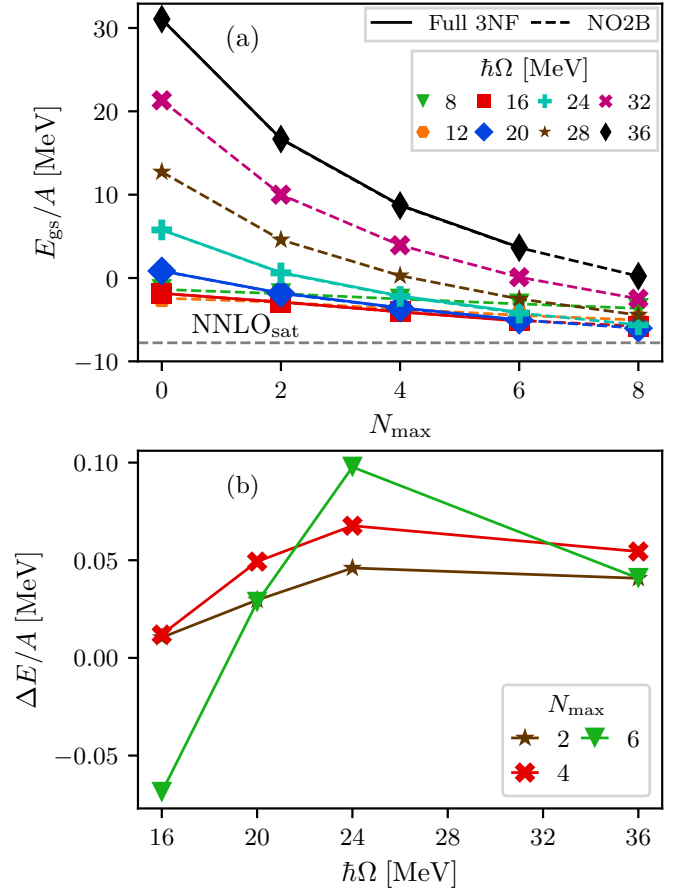 (a)
Full 3NF NO2B
ℏΩ [MeV]
8 16 24 32
12 20 28 36
E_gs/A [MeV]
30
20
10
0
−10
NNLO_sat
0 2 4 6 8
N_max
(b)
ΔE/A [MeV]
0.10
0.05
0.00
−0.05
N_max
2 6
4
16 20 24 28 32 36
ℏΩ [MeV]